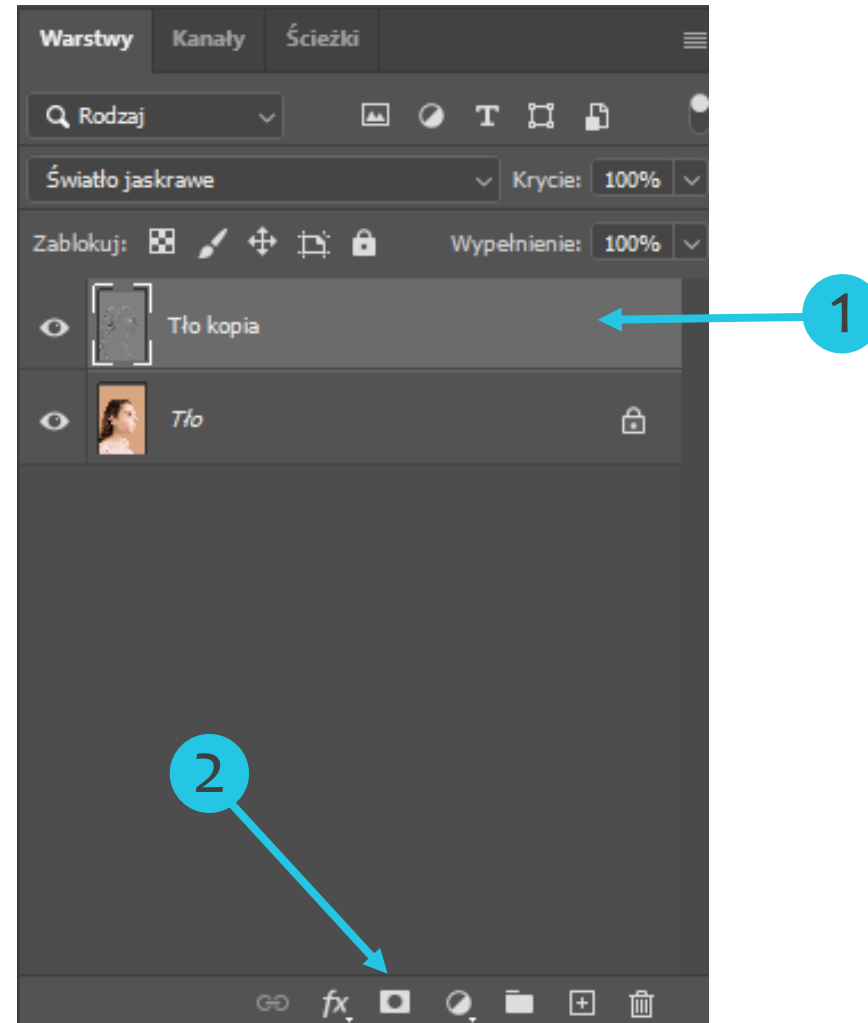 Warstwy Kanały Ścieżki
Rodzaj T
Światło jaskrawe Krycie: 100%
Zablokuj: Wypełnienie: 100%
Tło kopia
1
Tło
2
fx